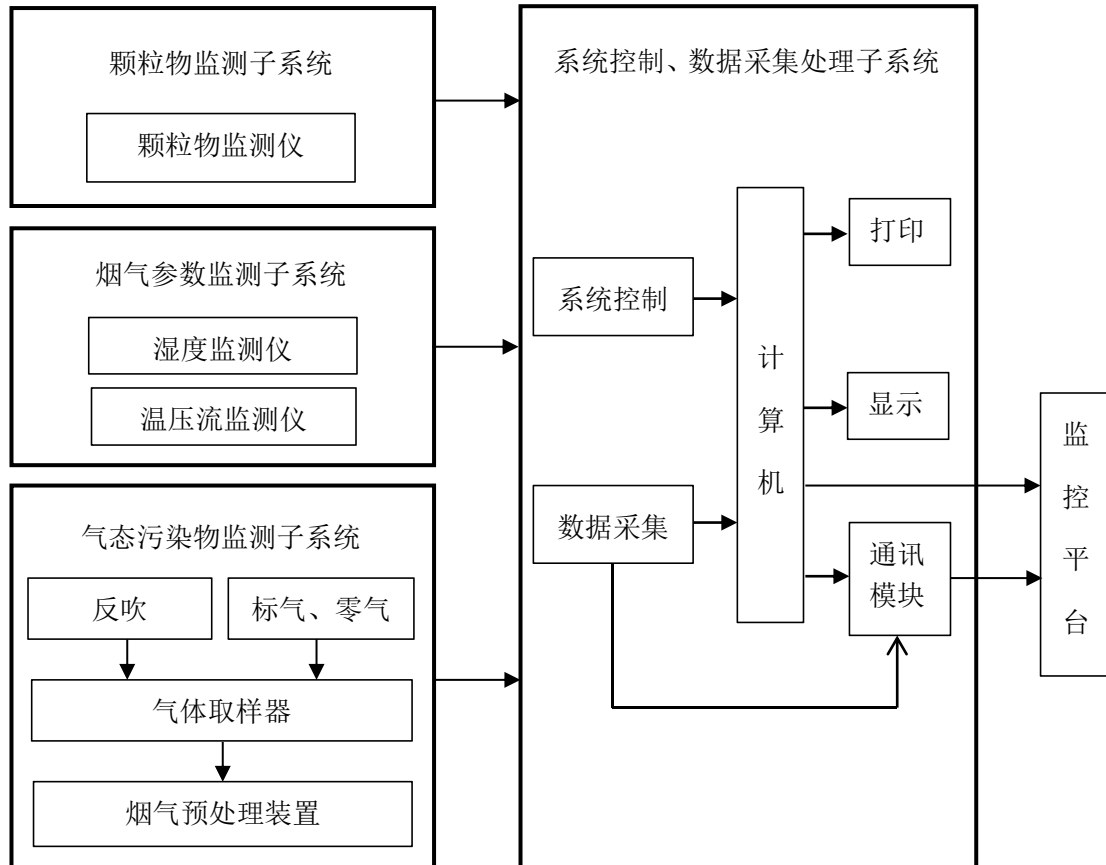 颗粒物监测子系统
颗粒物监测仪
烟气参数监测子系统
湿度监测仪
温压流监测仪
气态污染物监测子系统
反吹
标气、零气
气体取样器
烟气预处理装置
系统控制、数据采集处理子系统
系统控制
数据采集
计
算
机
打印
显示
通讯
模块
监
控
平
台